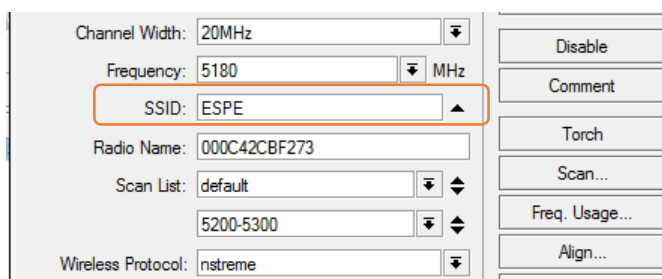 Channel Width: 20MHz
Disable
Frequency: 5180 MHz
Comment
SSID: ESPE
Radio Name: 000C42CBF273
Torch
Scan List: default
Scan...
5200-5300
Freq. Usage...
Wireless Protocol: nstreme
Align...